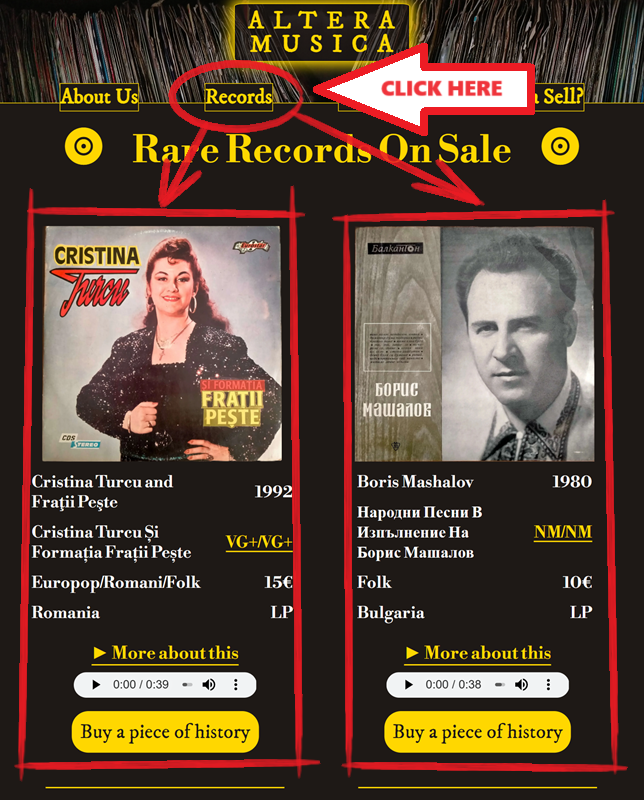 ALTERA
MUSICA
CLICK HERE
About Us
Records
Sell?
Rare Records On Sale
CRISTINA
Turcu
ȘI FORMAȚIA
FRAȚII
PEȘTE
STEREO
Cristina Turcu and
Fraţii Peşte
1992
Cristina Turcu Și
Formația Frații Pește
VG+/VG+
Europop/Romani/Folk
15€
Romania
LP
► More about this
0:00 / 0:39
Buy a piece of history
Балкантон
БОРИС
МАШАЛОВ
Boris Mashalov
1980
Народни Песни В
Изпълнение На
Борис Машалов
NM/NM
Folk
10€
Bulgaria
LP
► More about this
0:00 / 0:38
Buy a piece of history